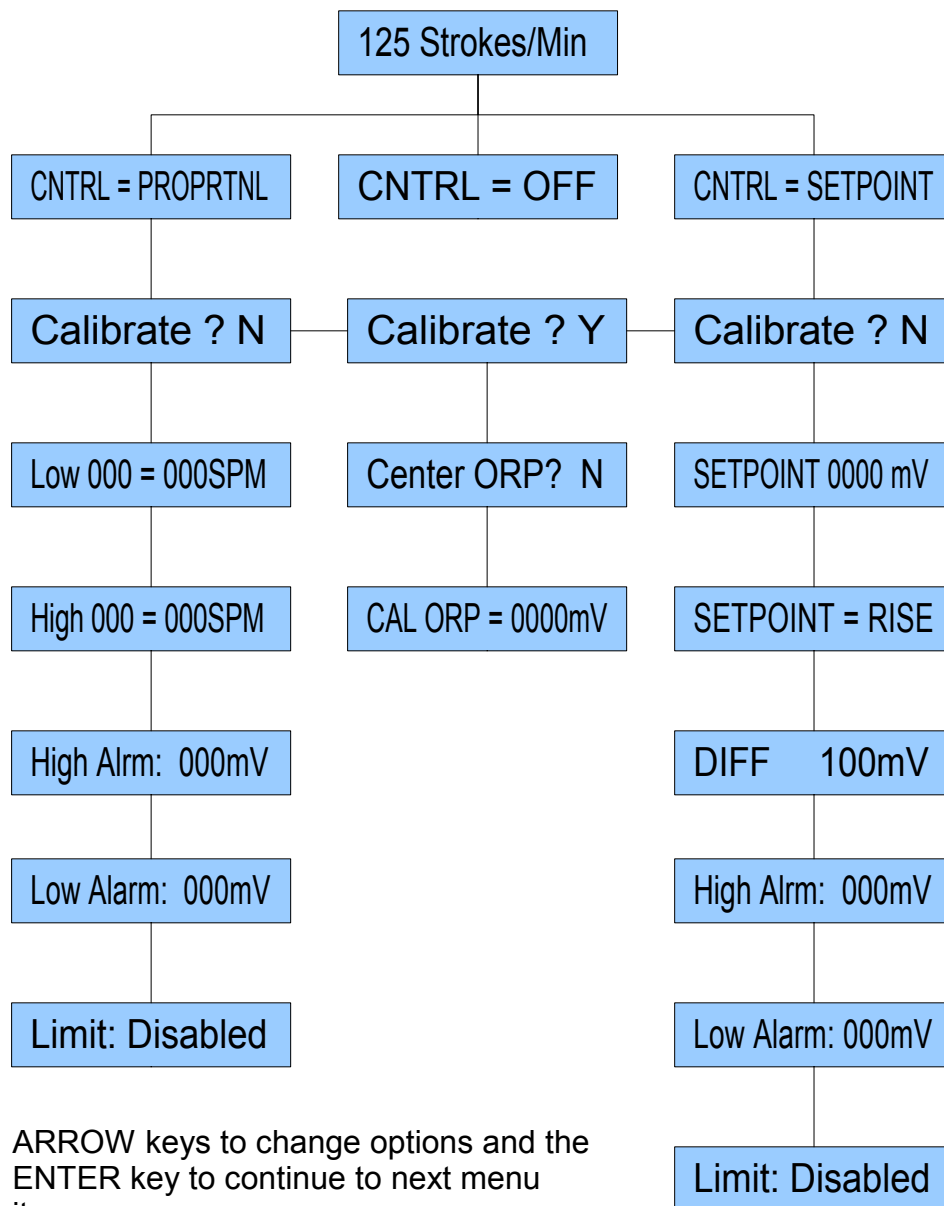 125 Strokes/Min
CNTRL = PROPRTNL
CNTRL = OFF
CNTRL = SETPOINT
Calibrate ? N
Calibrate ? Y
Calibrate ? N
Low 000 = 000SPM
Center ORP? N
SETPOINT 0000 mV
High 000 = 000SPM
CAL ORP = 0000mV
SETPOINT = RISE
High Alrm: 000mV
DIFF 100mV
Low Alarm: 000mV
High Alrm: 000mV
Limit: Disabled
Low Alarm: 000mV
ARROW keys to change options and the
ENTER key to continue to next menu
Limit: Disabled